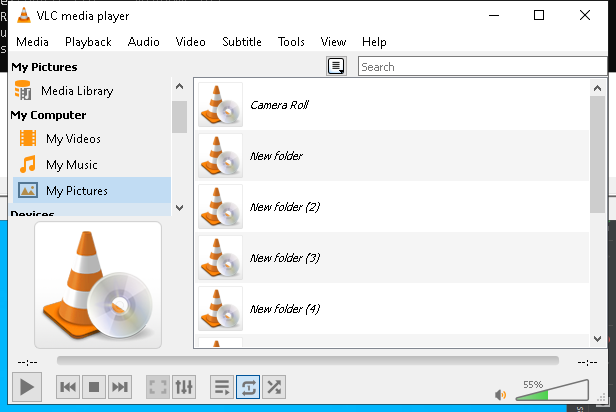 VLC media player
Media Playback Audio Video Subtitle Tools View Help
My Pictures
Search
Media Library
My Computer
My Videos
My Music
My Pictures
Devices
Camera Roll
New folder
New folder (2)
New folder (3)
New folder (4)
--:-- --:--
55%